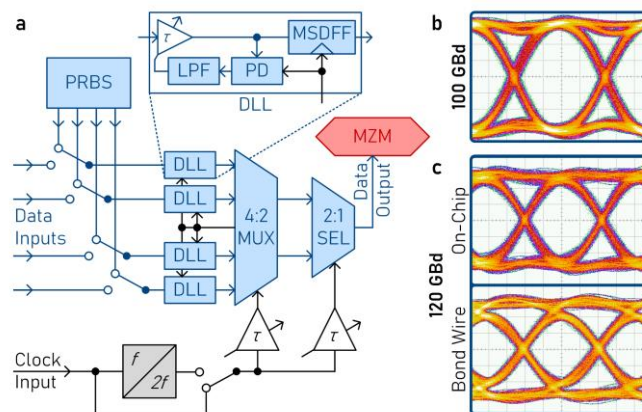 a
τ
MSDFF
LPF
PD
DLL
PRBS
MZM
Data
Output
DLL
DLL
4:2
MUX
2:1
SEL
Data
Inputs
DLL
DLL
τ
τ
Clock
Input
f
2f
b
100 GBd
c
On-Chip
120 GBd
Bond Wire